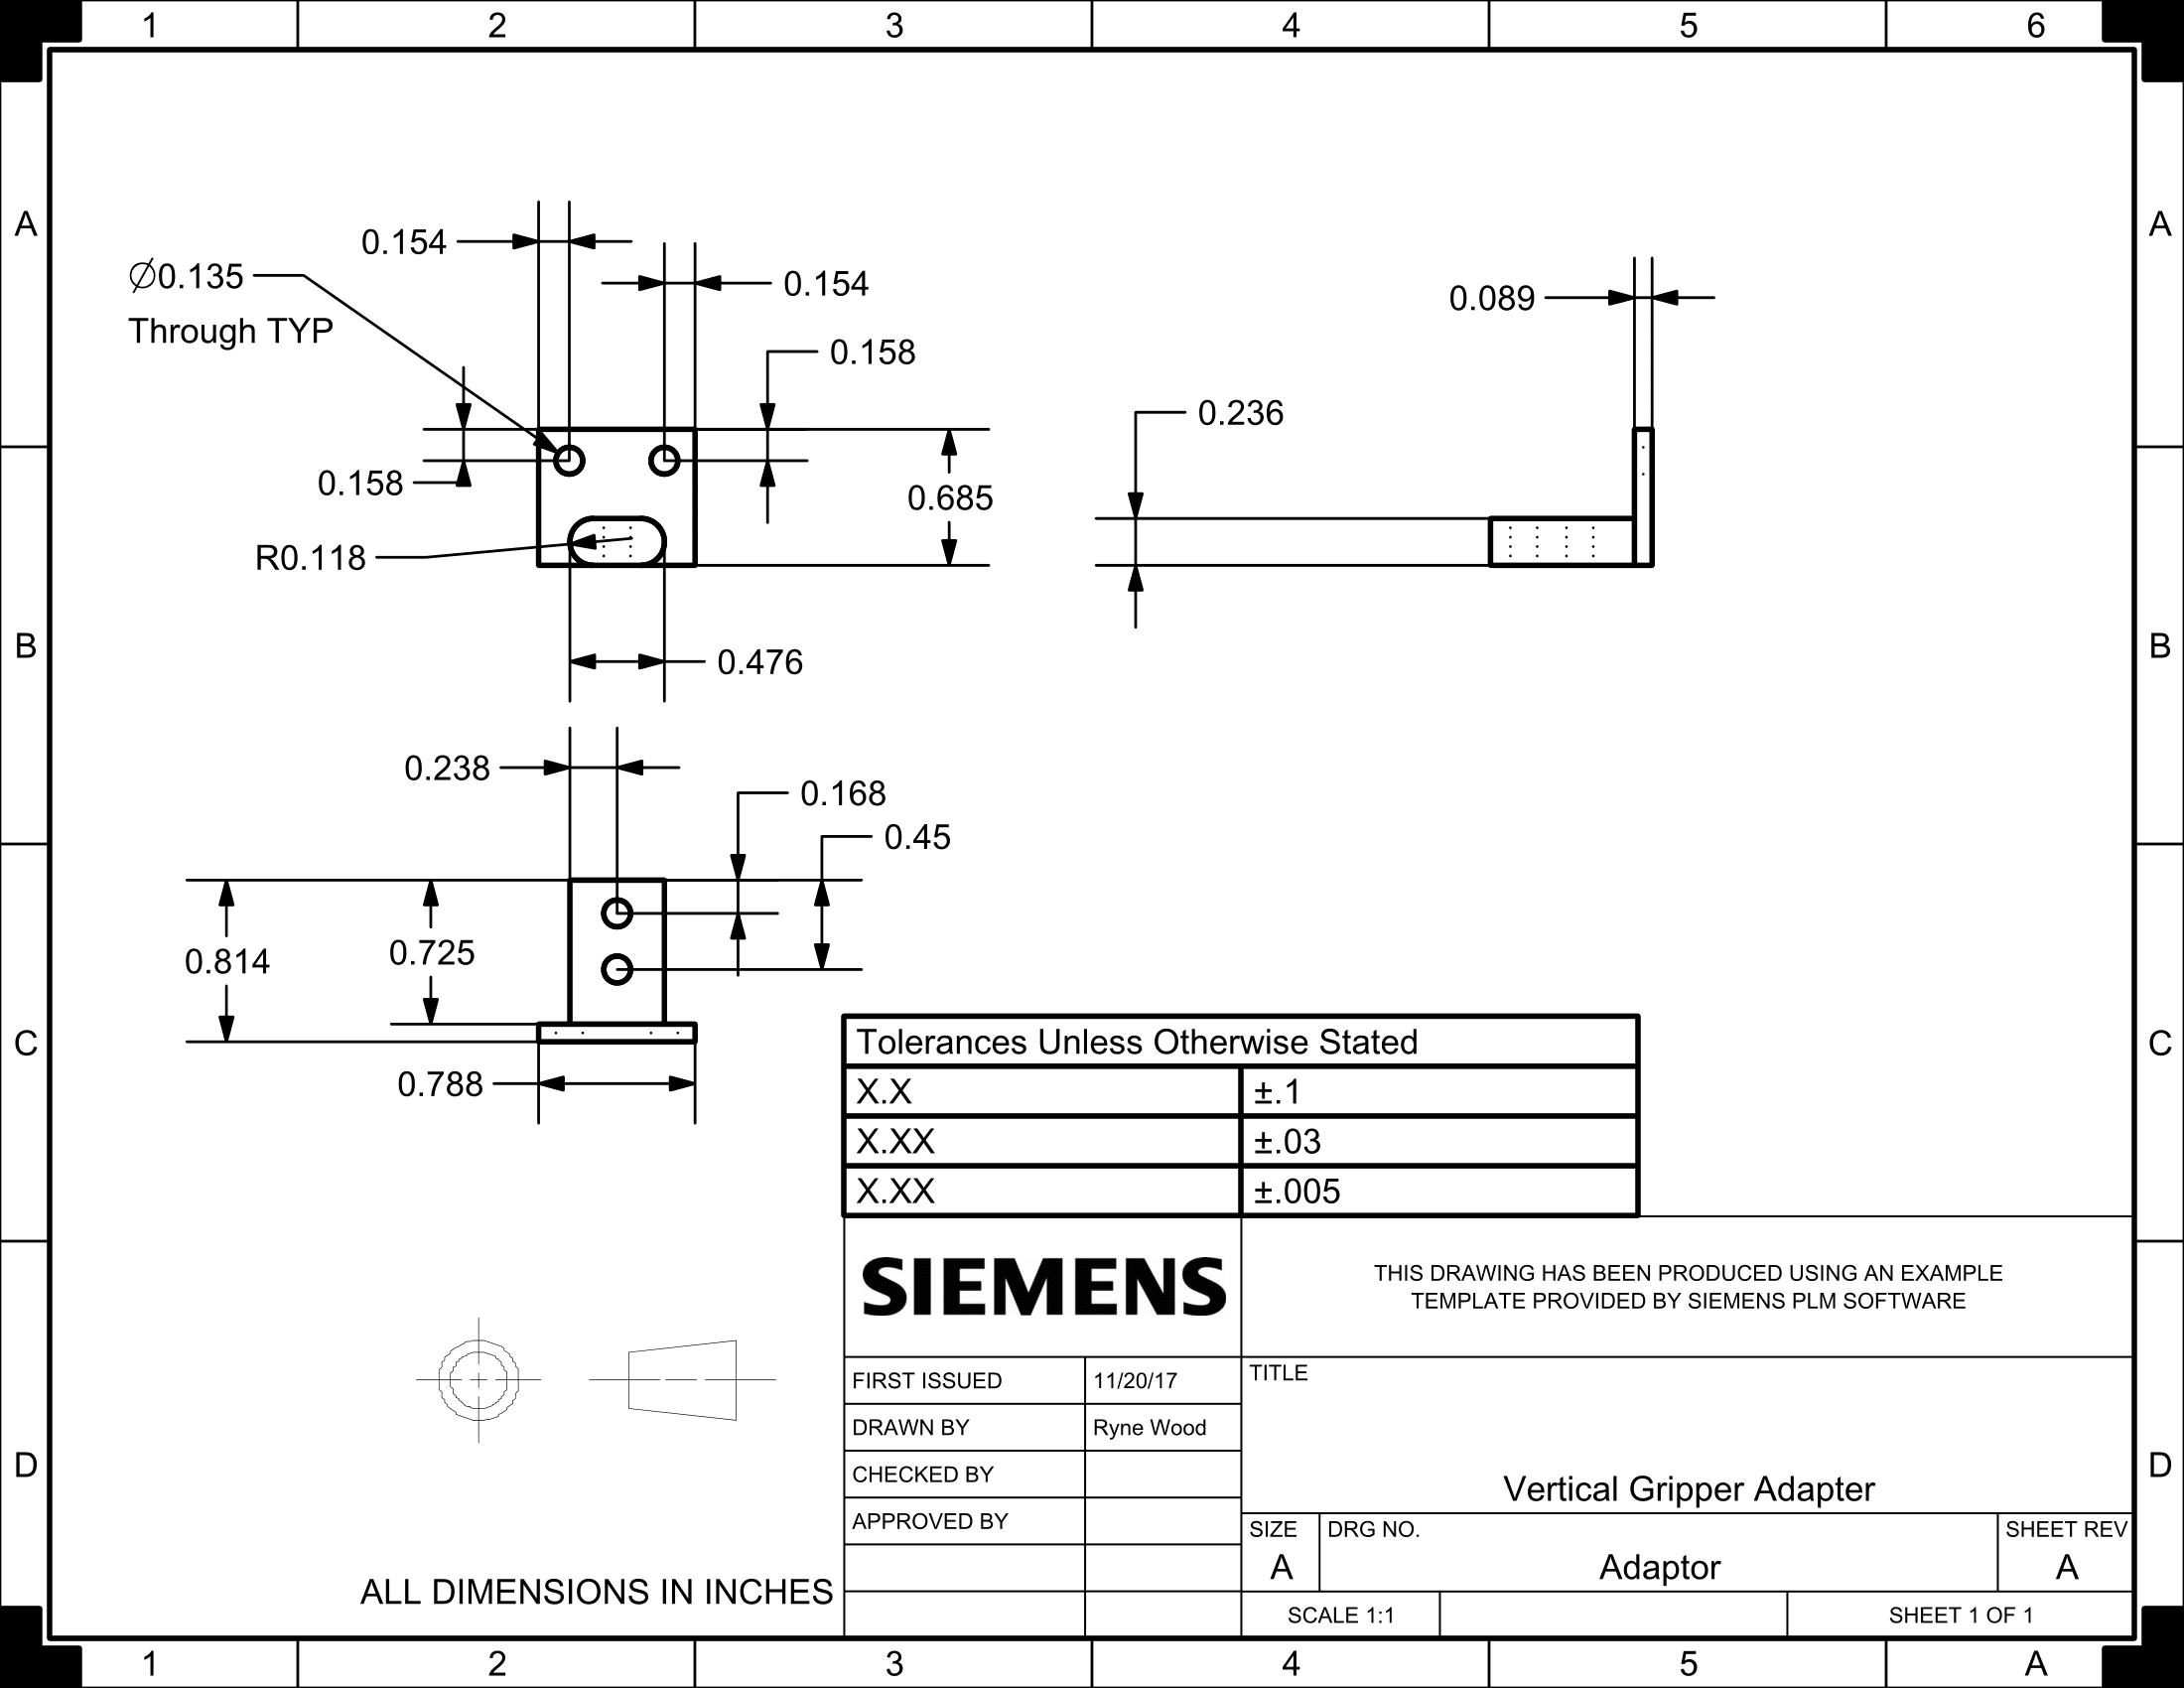 1 2 3 4 5 6
A A
0.154
0.154
Ø0.135
Through TYP
0.089
0.158
0.236
0.158
0.685
R0.118
B B
0.476
0.238
0.168
0.45
0.814
0.725
C C
0.788
Tolerances Unless Otherwise Stated
X.X ±.1
X.XX ±.03
X.XX ±.005
SIEMENS
THIS DRAWING HAS BEEN PRODUCED USING AN EXAMPLE
TEMPLATE PROVIDED BY SIEMENS PLM SOFTWARE
FIRST ISSUED 11/20/17
DRAWN BY Ryne Wood
CHECKED BY
APPROVED BY
TITLE
Vertical Gripper Adapter
D D
SIZE
A
DRG NO.
Adaptor
SHEET REV
A
ALL DIMENSIONS IN INCHES
SCALE 1:1
SHEET 1 OF 1
1 2 3 4 5 A